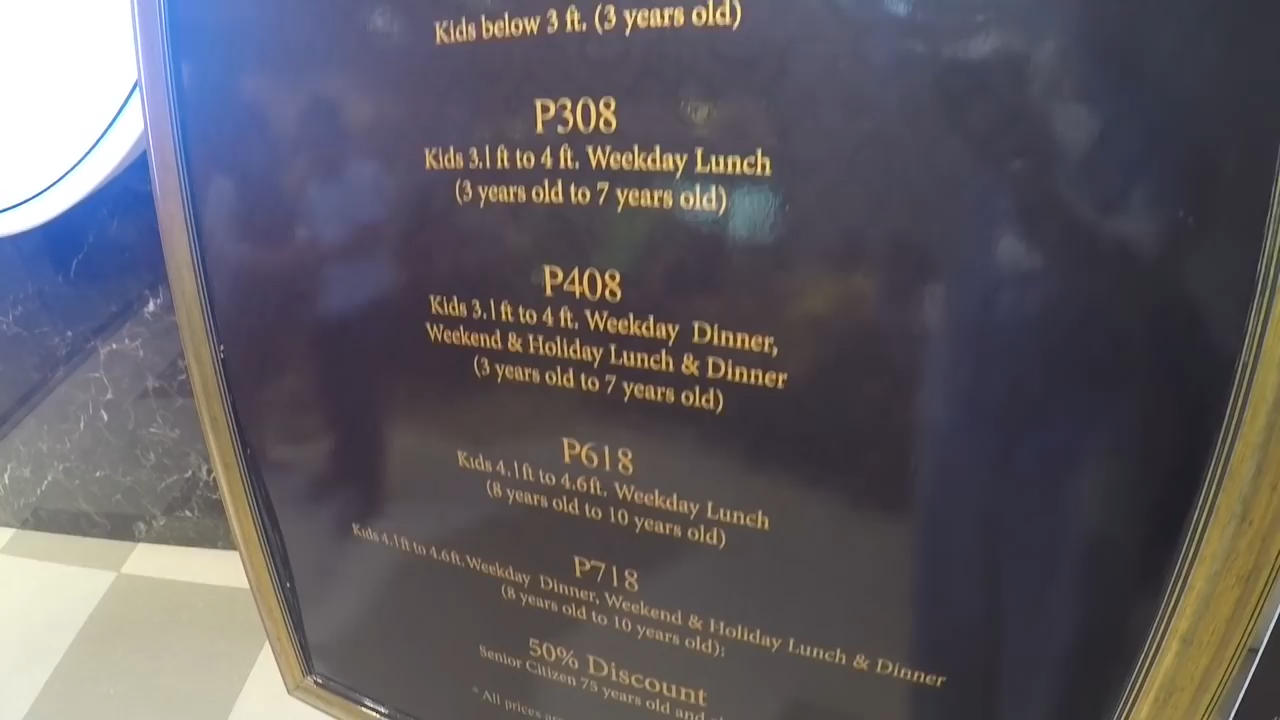 Kids below 3 ft. (3 years old)
P308
Kids 3.1 ft to 4 ft. Weekday Lunch
(3 years old to 7 years old)
P408
Kids 3.1 ft to 4 ft. Weekday Dinner,
Weekend & Holiday Lunch & Dinner
(3 years old to 7 years old)
P618
Kids 4.1ft to 4.6ft. Weekday Lunch
(8 years old to 10 years old)
P718
Kids 4.1ft to 4.6ft. Weekday Dinner, Weekend & Holiday Lunch & Dinner
(8 years old to 10 years old):
50% Discount
Senior Citizen 75 years old and
* All prices